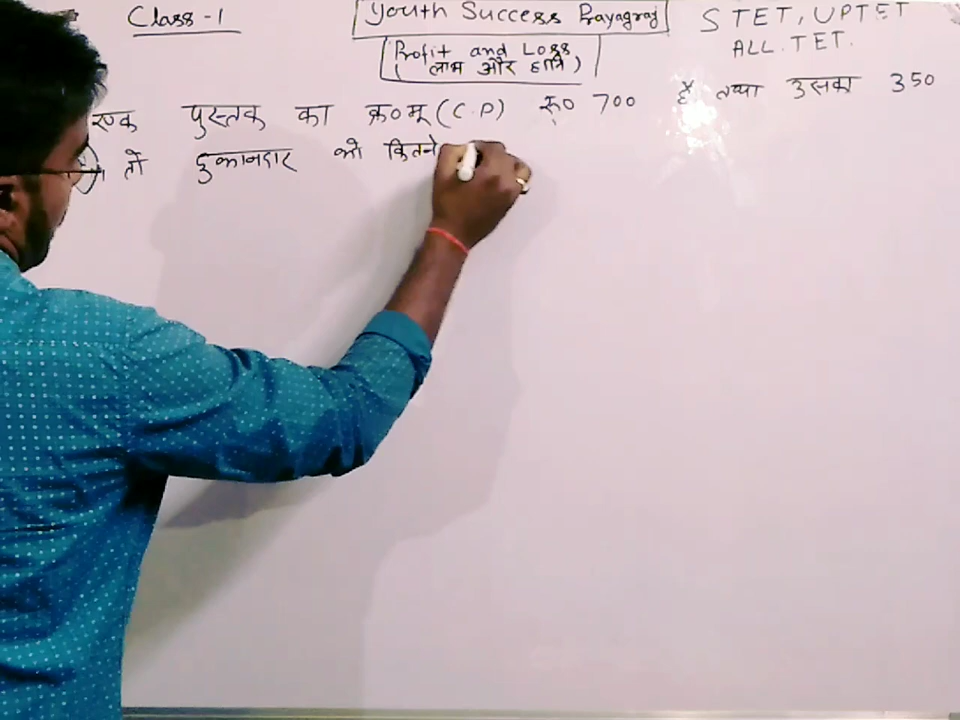 Class-1
Youth Success Prayagraj
STET, UPTET
ALL.TET.
Profit and Loss
(लाभ और हानि)
एक पुस्तक का क्र०मू० (C.P) रू० 700 है तथा उसका 350
तो दुकानदार को कितने